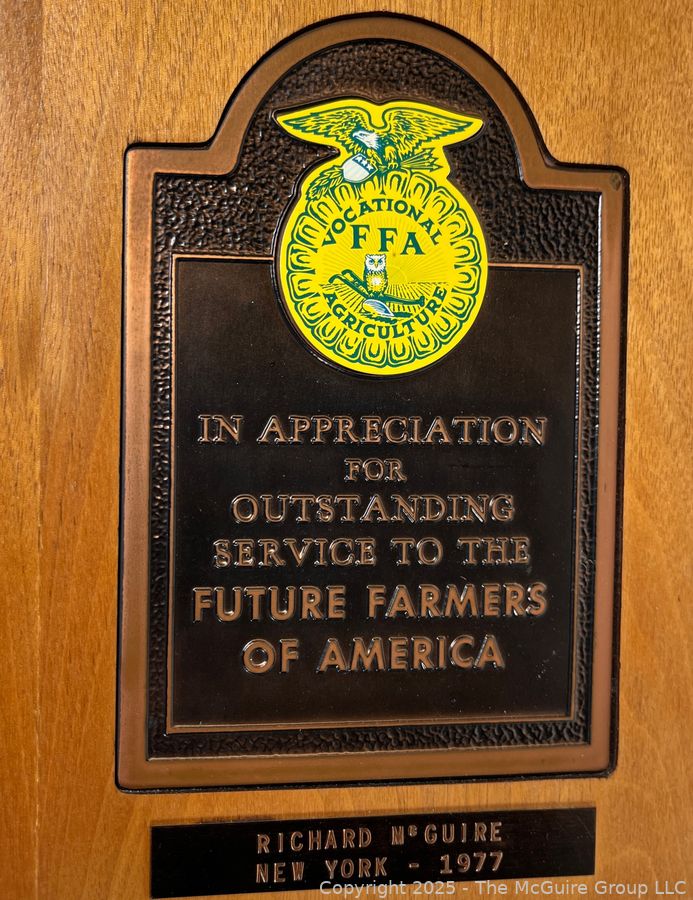 VOCATIONAL
FFA
AGRICULTURE
IN APPRECIATION
FOR
OUTSTANDING
SERVICE TO THE
FUTURE FARMERS
OF AMERICA
RICHARD McGUIRE
NEW YORK - 1977
Copyright 2025 - The McGuire Group LLC